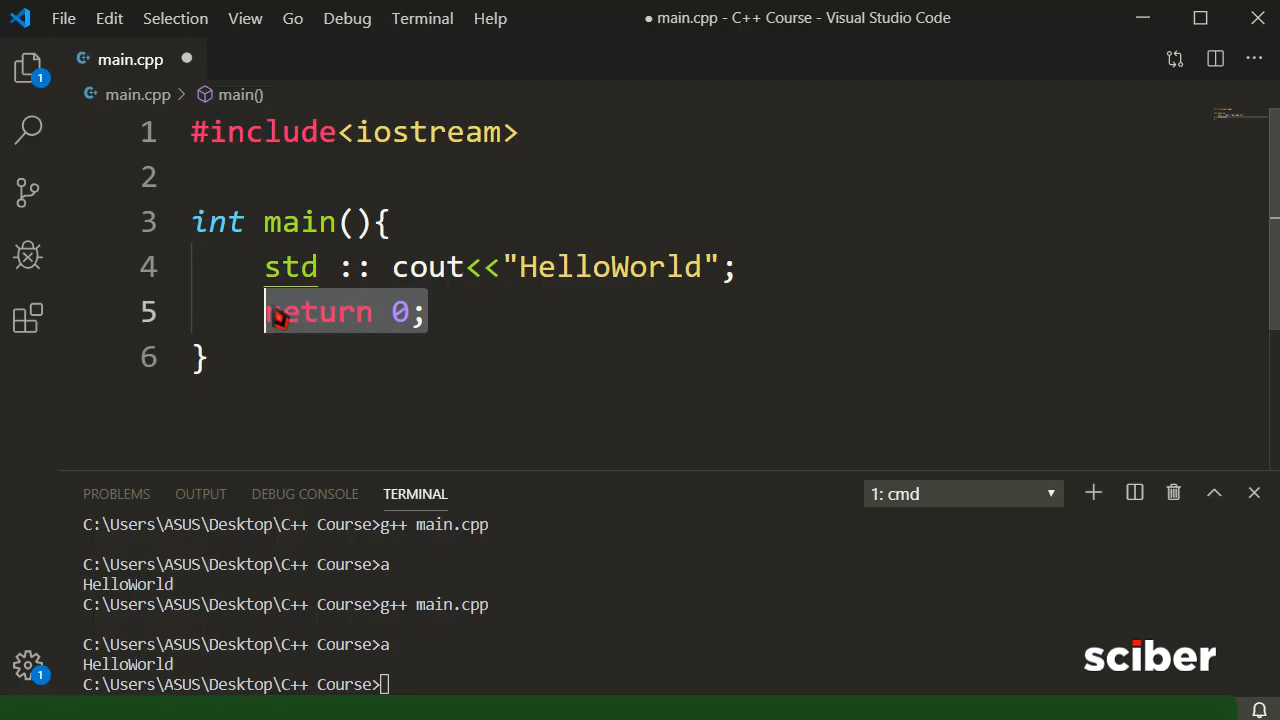 File Edit Selection View Go Debug Terminal Help ● main.cpp - C++ Course - Visual Studio Code
main.cpp
1
main.cpp > main()
1 #include<iostream>
2
3 int main(){
4 std :: cout<<"HelloWorld";
5 return 0;
6 }
PROBLEMS OUTPUT DEBUG CONSOLE TERMINAL 1: cmd
C:\Users\ASUS\Desktop\C++ Course>g++ main.cpp
C:\Users\ASUS\Desktop\C++ Course>a
HelloWorld
C:\Users\ASUS\Desktop\C++ Course>g++ main.cpp
C:\Users\ASUS\Desktop\C++ Course>a
HelloWorld
C:\Users\ASUS\Desktop\C++ Course>
1
sciber